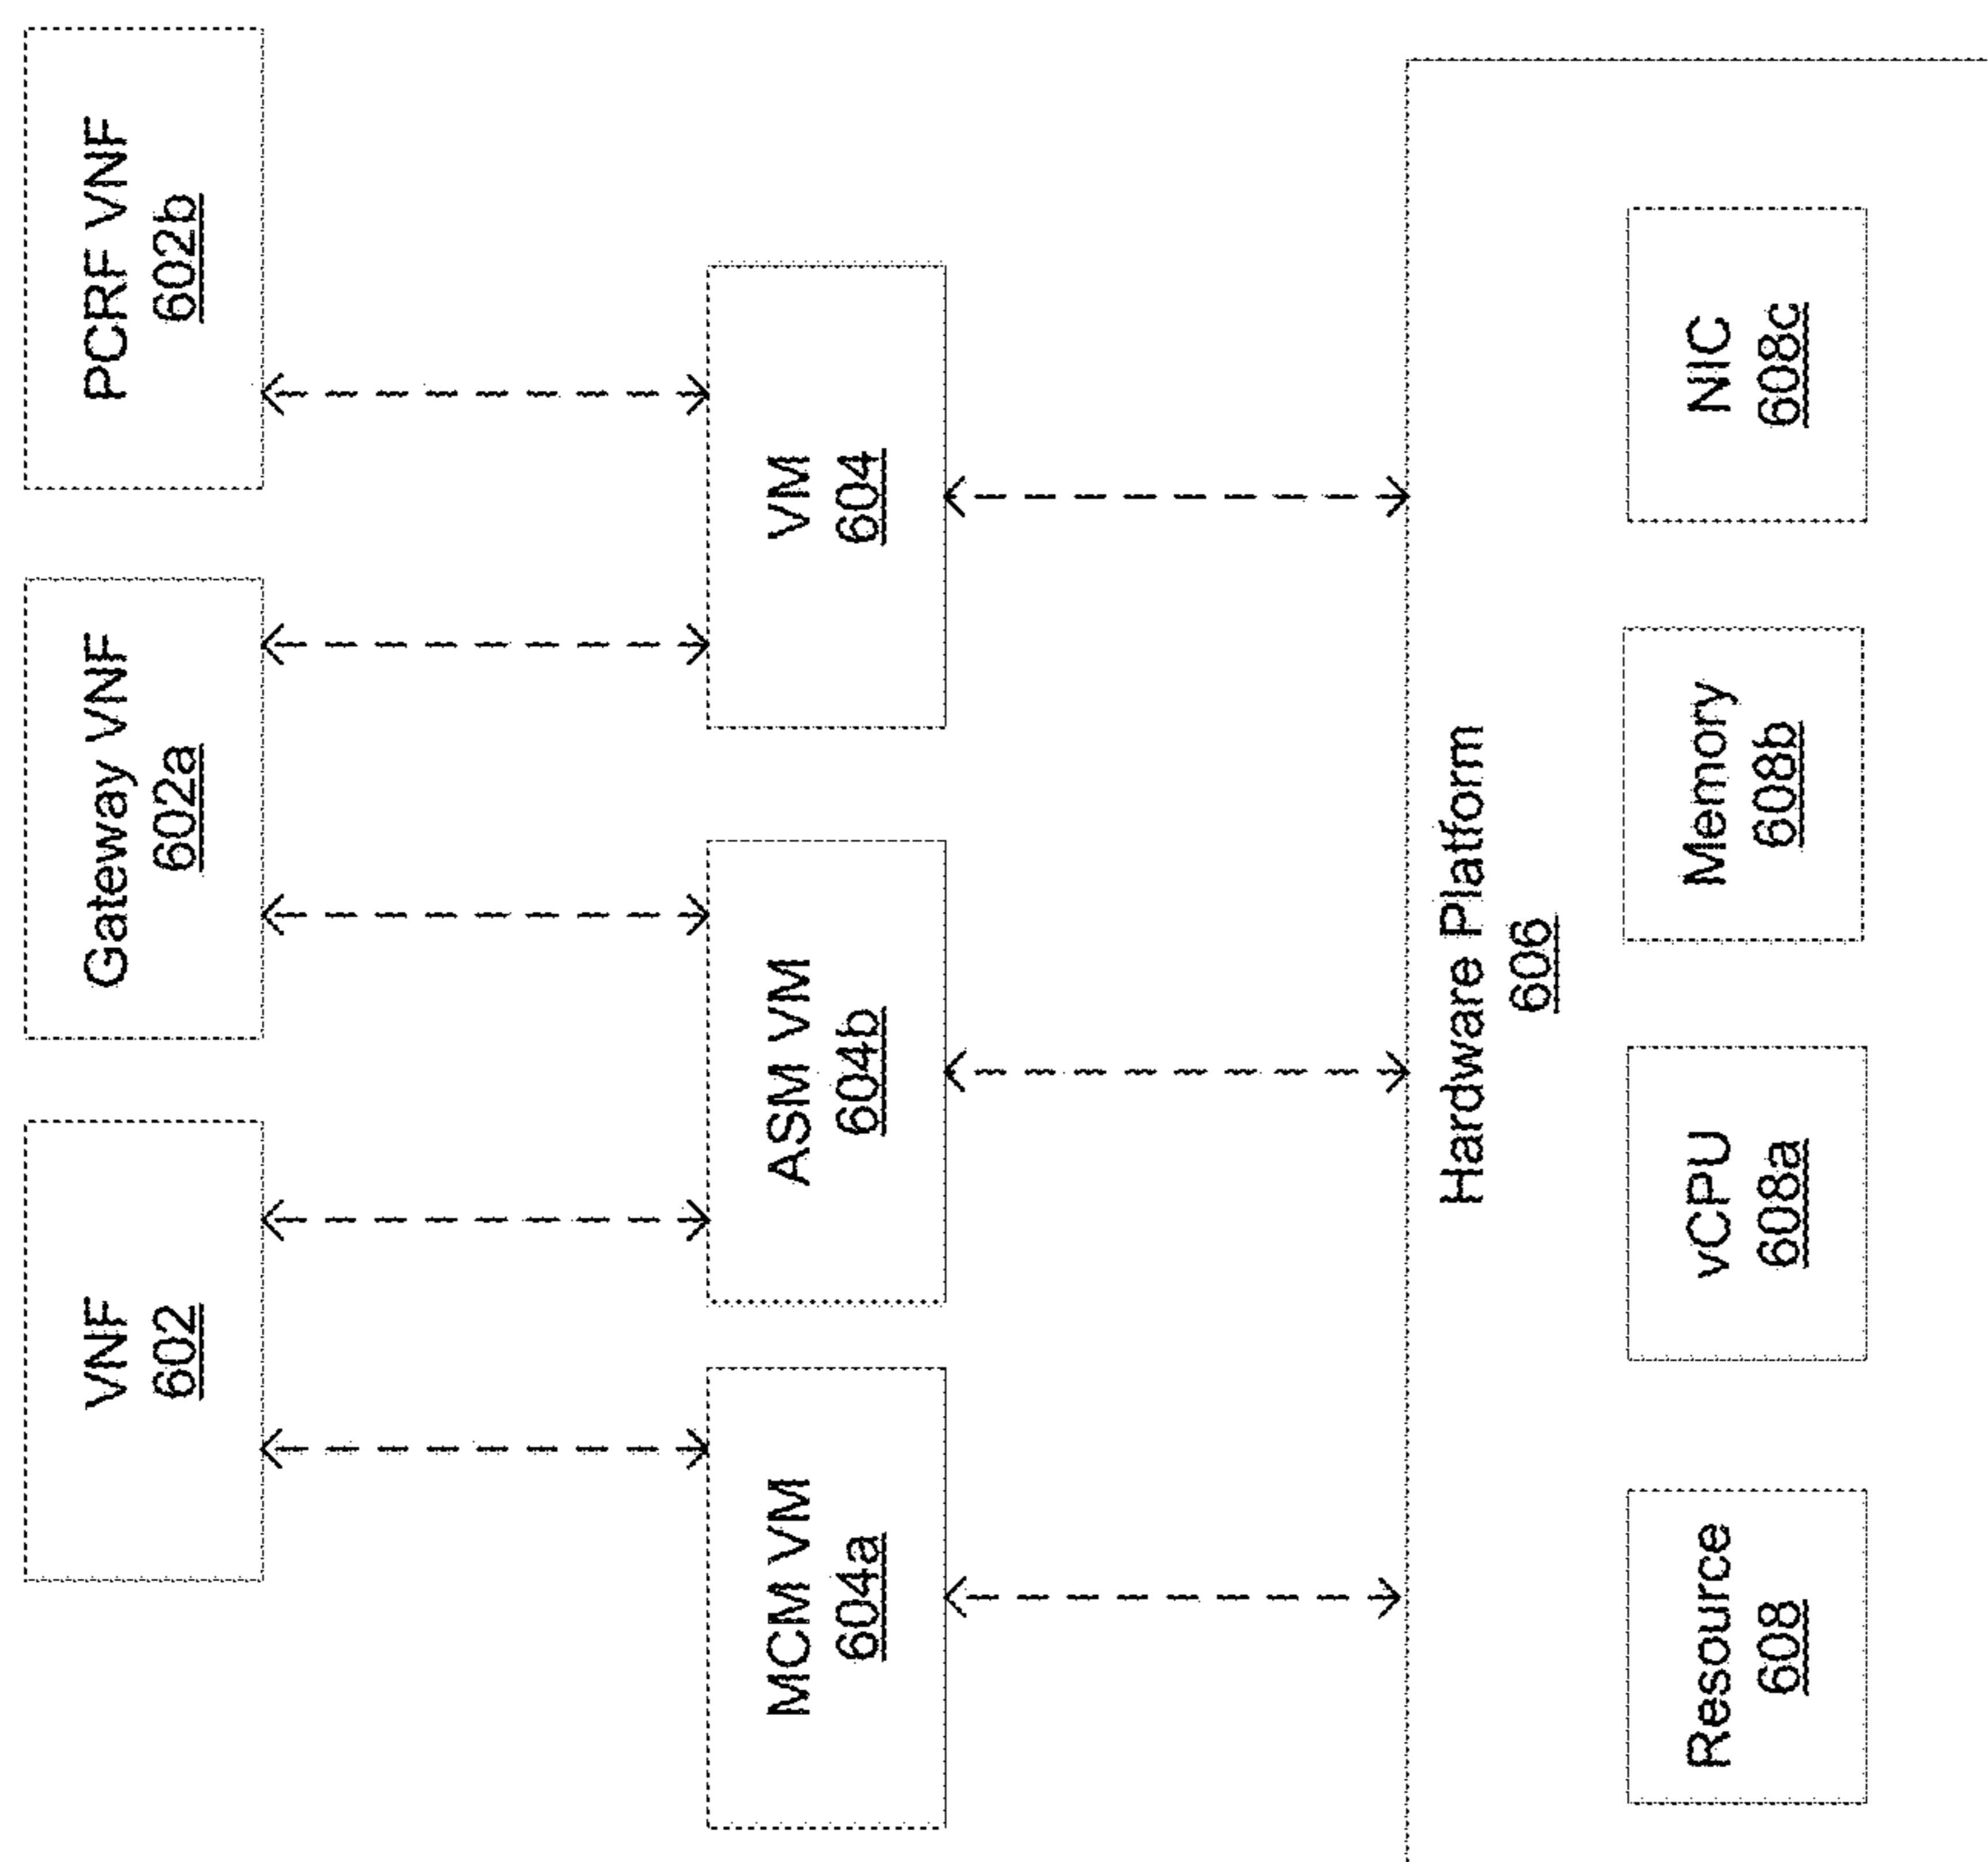 VNF
602
Gateway VNF
602a
PCRF VNF
602b
MCM VM
604a
ASM VM
604b
VM
604
Hardware Platform
606
Resource
608
vCPU
608a
Memory
608b
NIC
608c